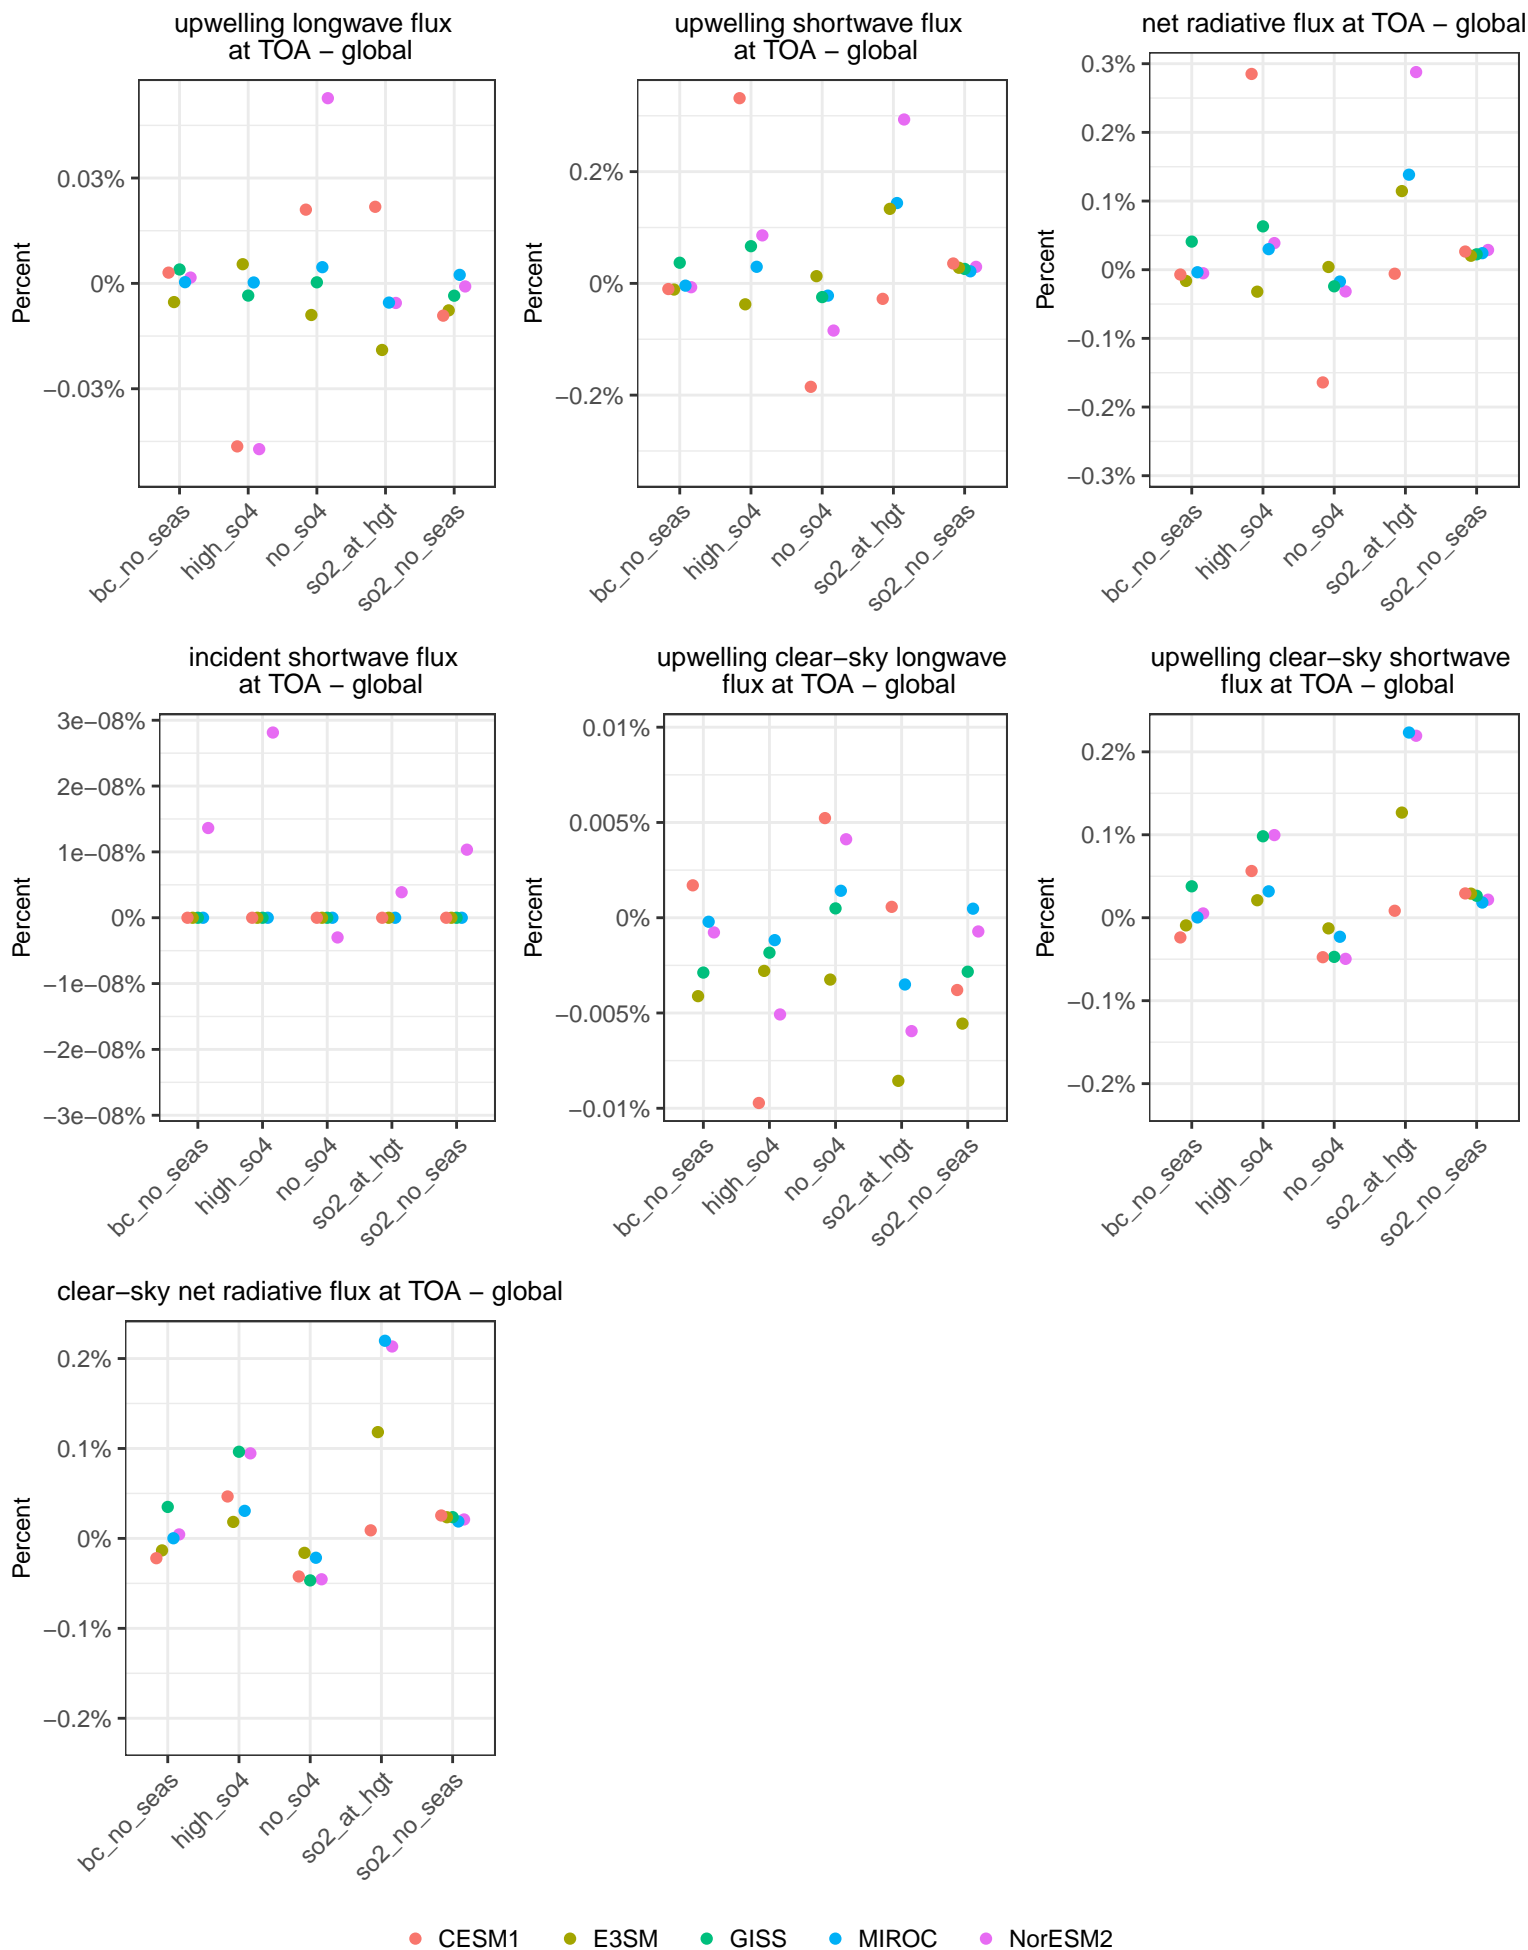 upwelling longwave flux
at TOA − global
Percent
0.03%
0%
−0.03%
bc_no_seas
high_so4
no_so4
so2_at_hgt
so2_no_seas
upwelling shortwave flux
at TOA − global
Percent
0.2%
0%
−0.2%
bc_no_seas
high_so4
no_so4
so2_at_hgt
so2_no_seas
net radiative flux at TOA − global
Percent
0.3%
0.2%
0.1%
0%
−0.1%
−0.2%
−0.3%
bc_no_seas
high_so4
no_so4
so2_at_hgt
so2_no_seas
incident shortwave flux
at TOA − global
Percent
3e−08%
2e−08%
1e−08%
0%
−1e−08%
−2e−08%
−3e−08%
bc_no_seas
high_so4
no_so4
so2_at_hgt
so2_no_seas
upwelling clear−sky longwave
flux at TOA − global
Percent
0.01%
0.005%
0%
−0.005%
−0.01%
bc_no_seas
high_so4
no_so4
so2_at_hgt
so2_no_seas
upwelling clear−sky shortwave
flux at TOA − global
Percent
0.2%
0.1%
0%
−0.1%
−0.2%
bc_no_seas
high_so4
no_so4
so2_at_hgt
so2_no_seas
clear−sky net radiative flux at TOA − global
Percent
0.2%
0.1%
0%
−0.1%
−0.2%
bc_no_seas
high_so4
no_so4
so2_at_hgt
so2_no_seas
CESM1 E3SM GISS MIROC NorESM2